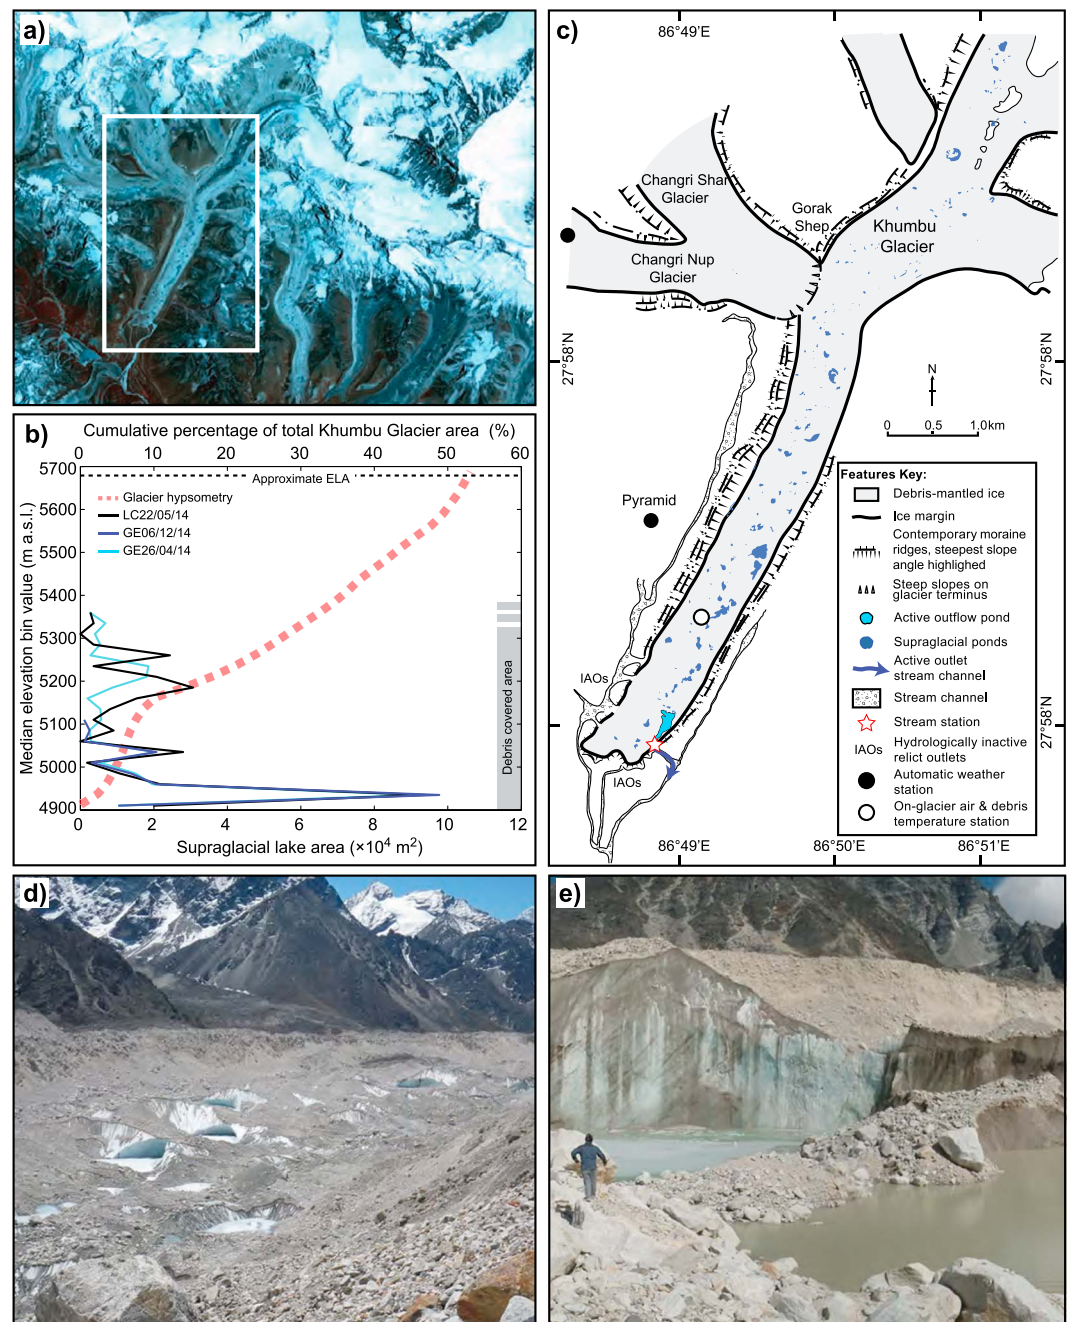 a)
b)
Cumulative percentage of total Khumbu Glacier area (%)
0 10 20 30 40 50 60
Median elevation bin value (m a.s.l.)
5700
5600
5500
5400
5300
5200
5100
5000
4900
Approximate ELA
Glacier hypsometry
LC22/05/14
GE06/12/14
GE26/04/14
Debris covered area
0 2 4 6 8 10 12
Supraglacial lake area (×10⁴ m²)
c)
86°49'E
Changri Shar
Glacier
Gorak
Shep
Khumbu
Glacier
Changri Nup
Glacier
27°58'N
27°58'N
N
0 0.5 1.0 km
Pyramid
IAOs
IAOs
27°58'N
86°49'E 86°50'E 86°51'E
Features Key:
Debris-mantled ice
Ice margin
Contemporary moraine
ridges, steepest slope
angle highlighed
Steep slopes on
glacier terminus
Active outflow pond
Supraglacial ponds
Active outlet
stream channel
Stream channel
Stream station
IAOs Hydrologically inactive
relict outlets
Automatic weather
station
On-glacier air & debris
temperature station
d)
e)